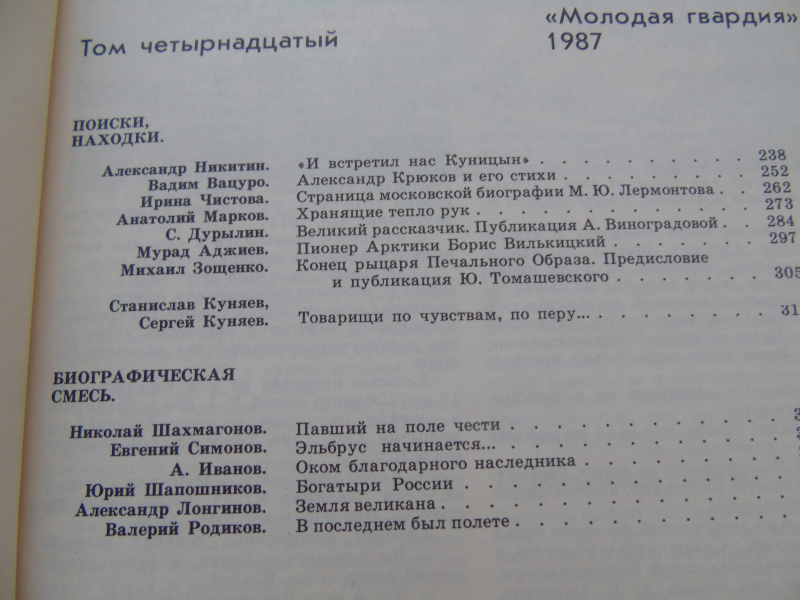 «Молодая гвардия»
Том четырнадцатый 1987
ПОИСКИ,
НАХОДКИ.
Александр Никитин. «И встретил нас Куницын» . . . . . . . . . . 238
Вадим Вацуро. Александр Крюков и его стихи . . . . . . . . . 252
Ирина Чистова. Страница московской биографии М. Ю. Лермонтова . . 262
Анатолий Марков. Хранящие тепло рук . . . . . . . . . . . . 273
С. Дурылин. Великий рассказчик. Публикация А. Виноградовой . . 284
Мурад Аджиев. Пионер Арктики Борис Вилькицкий . . . . . . . 297
Михаил Зощенко. Конец рыцаря Печального Образа. Предисловие
и публикация Ю. Томашевского . . . . . . . 305
Станислав Куняев,
Сергей Куняев. Товарищи по чувствам, по перу... . . . . . . . . 31
БИОГРАФИЧЕСКАЯ
СМЕСЬ.
Николай Шахмагонов. Павший на поле чести . . . . . . . . . . . 3
Евгений Симонов. Эльбрус начинается... . . . . . . . . . . . 3
А. Иванов. Оком благодарного наследника . . . . . . . .
Юрий Шапошников. Богатыри России . . . . . . . . . . . . .
Александр Лонгинов. Земля великана . . . . . . . . . . . . .
Валерий Родиков. В последнем был полете . . . . . . . . . .